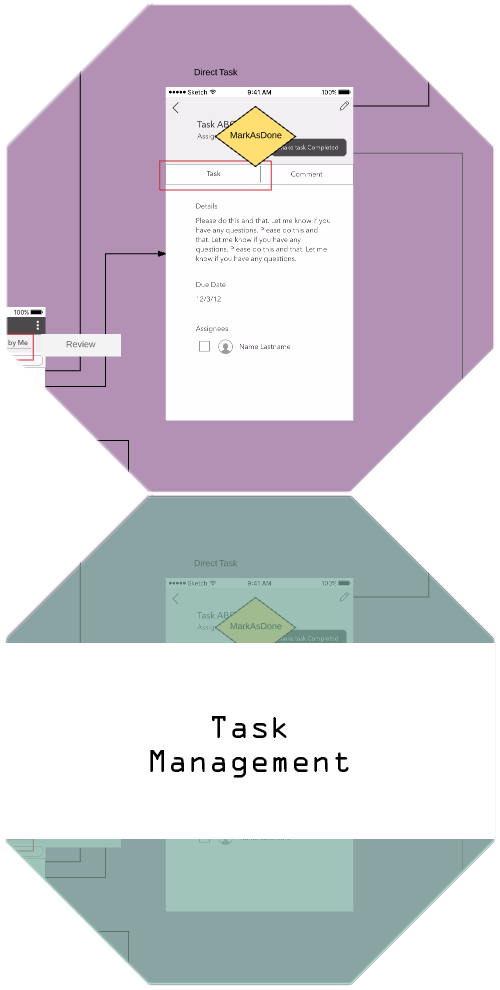 Direct Task
Sketch 9:41 AM 100%
Task ABC
MarkAsDone
Make task Completed
Task Comment
Details
Please do this and that. Let me know if you
have any questions. Please do this and
that. Let me know if you have any
questions. Please do this and that. Let me
know if you have any questions.
Due Date
12/3/12
100%
Assignees
by Me
Review
Name Lastname
Direct Task
Sketch 9:41 AM 100%
Task ABC
MarkAsDone
Make task Completed
Task
Management